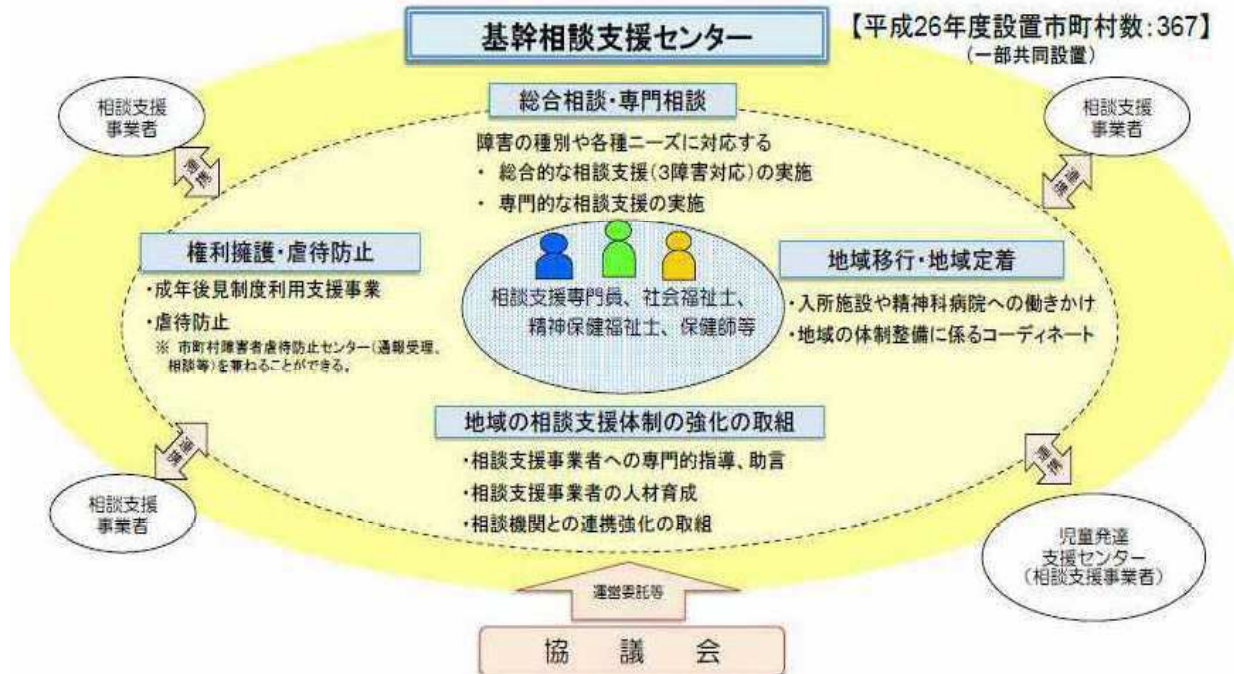 基幹相談支援センター
【平成26年度設置市町村数：367】
（一部共同設置）
相談支援
事業者
連携
相談支援
事業者
連携
総合相談・専門相談
障害の種別や各種ニーズに対応する
・ 総合的な相談支援（3障害対応）の実施
・ 専門的な相談支援の実施
権利擁護・虐待防止
・成年後見制度利用支援事業
・虐待防止
※ 市町村障害者虐待防止センター（通報受理、
相談等）を兼ねることができる。
相談支援専門員、社会福祉士、
精神保健福祉士、保健師等
地域移行・地域定着
・入所施設や精神科病院への働きかけ
・地域の体制整備に係るコーディネート
地域の相談支援体制の強化の取組
・相談支援事業者への専門的指導、助言
・相談支援事業者の人材育成
・相談機関との連携強化の取組
連携
相談支援
事業者
連携
児童発達
支援センター
（相談支援事業者）
運営委託等
協 議 会